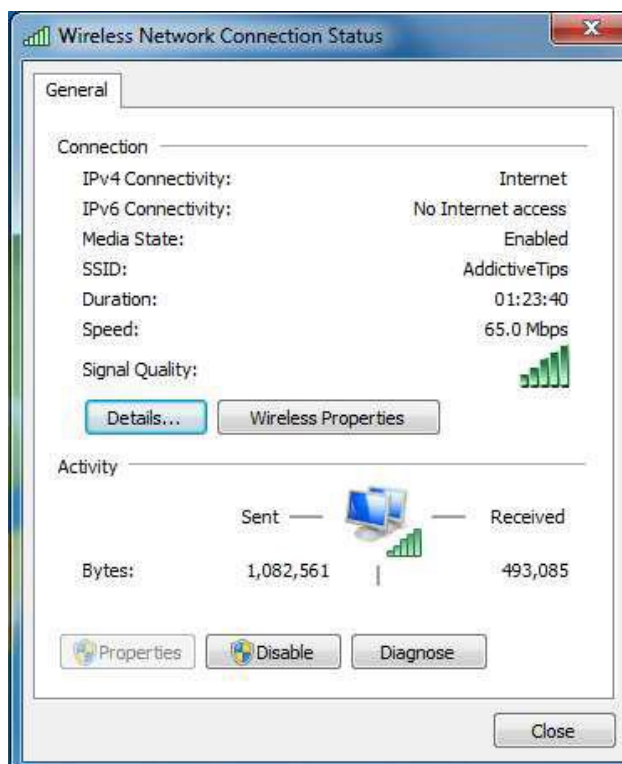 Wireless Network Connection Status
General
Connection
IPv4 Connectivity: Internet
IPv6 Connectivity: No Internet access
Media State: Enabled
SSID: AddictiveTips
Duration: 01:23:40
Speed: 65.0 Mbps
Signal Quality:
Details... Wireless Properties
Activity
Sent Received
Bytes: 1,082,561 493,085
Properties Disable Diagnose
Close